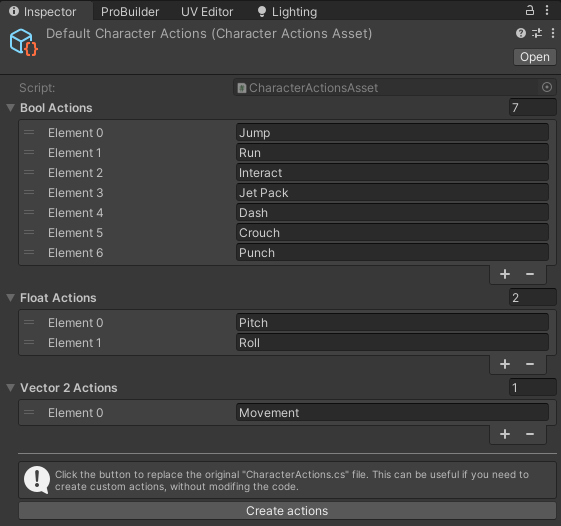 Inspector
ProBuilder
UV Editor
Lighting
Default Character Actions (Character Actions Asset)
Open
Script:
CharacterActionsAsset
Bool Actions
7
Element 0
Jump
Element 1
Run
Element 2
Interact
Element 3
Jet Pack
Element 4
Dash
Element 5
Crouch
Element 6
Punch
Float Actions
2
Element 0
Pitch
Element 1
Roll
Vector 2 Actions
1
Element 0
Movement
Click the button to replace the original "CharacterActions.cs" file. This can be useful if you need to
create custom actions, without modifing the code.
Create actions